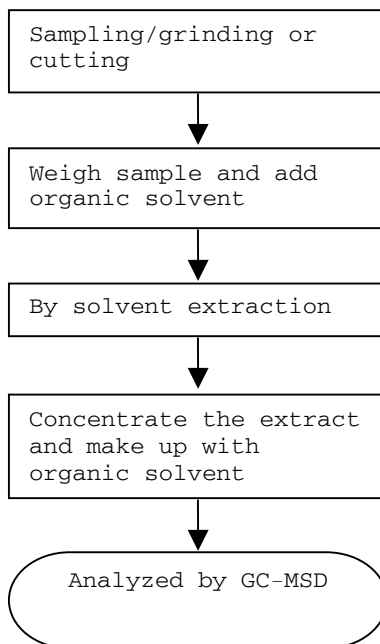 Sampling/grinding or
cutting
Weigh sample and add
organic solvent
By solvent extraction
Concentrate the extract
and make up with
organic solvent
Analyzed by GC-MSD